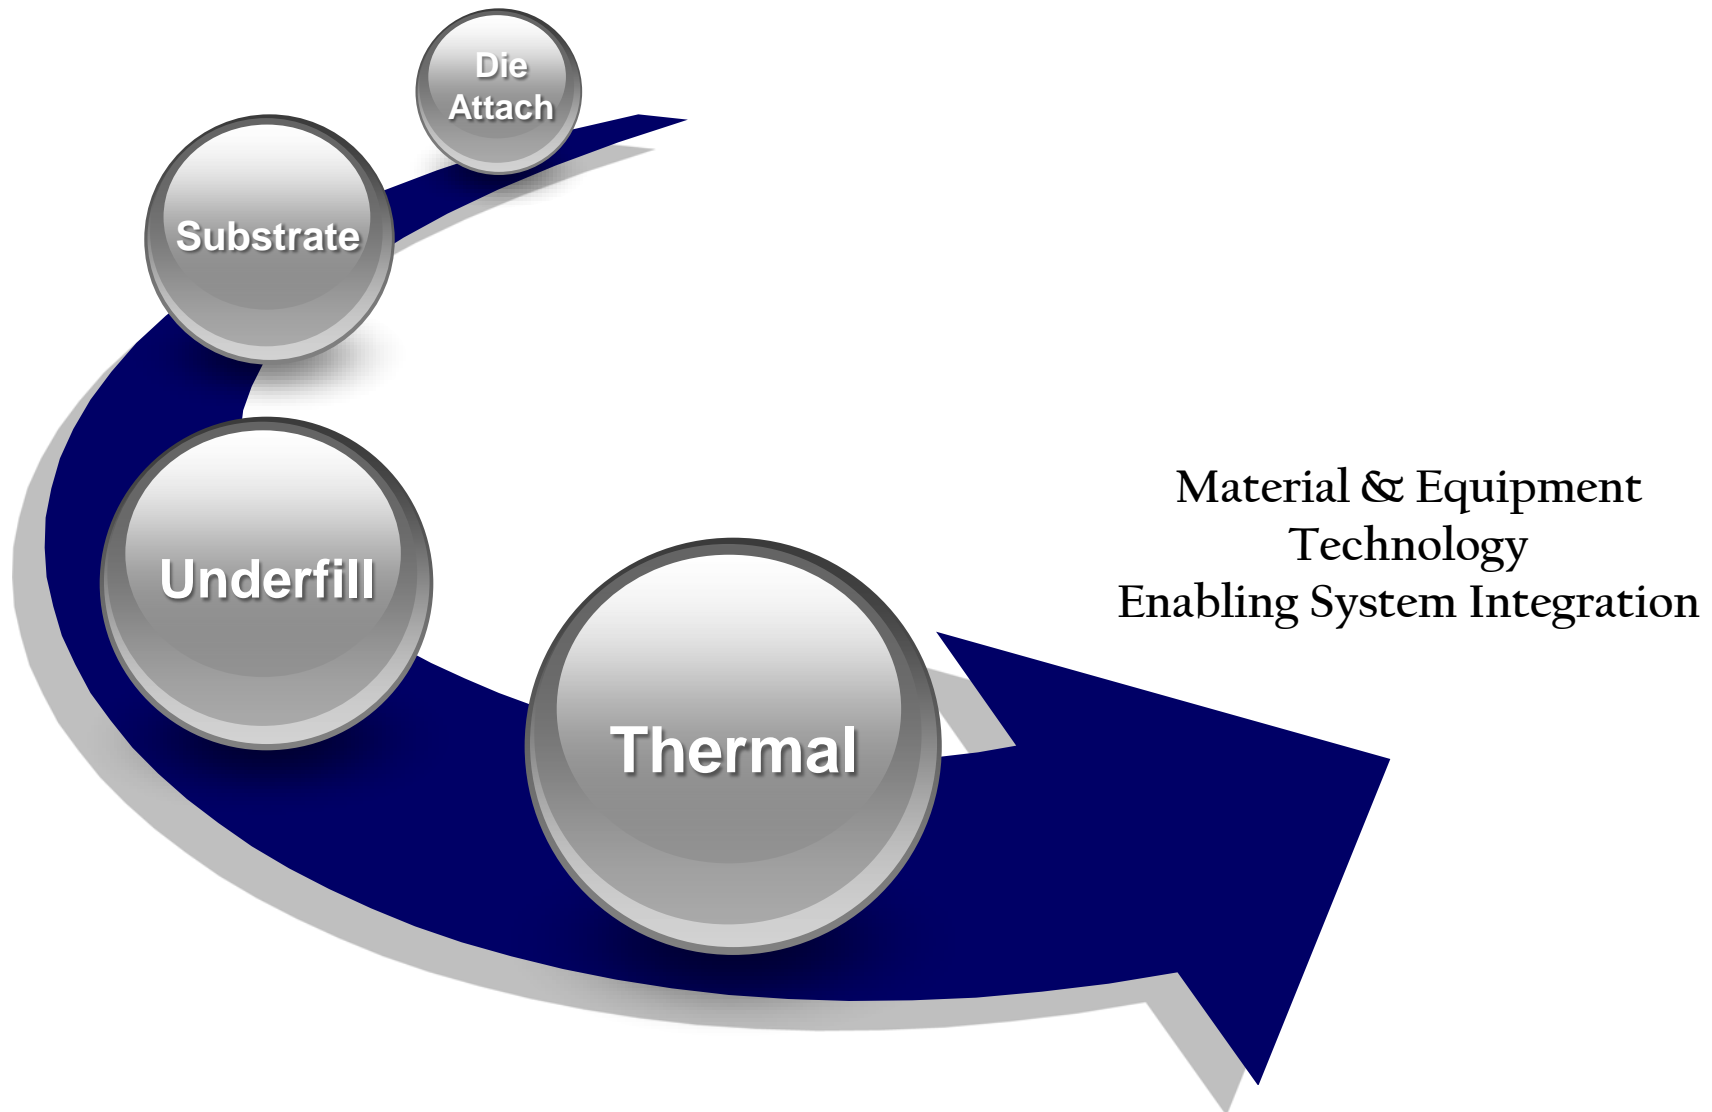 Die
Attach
Substrate
Underfill
Thermal
Material & Equipment
Technology
Enabling System Integration